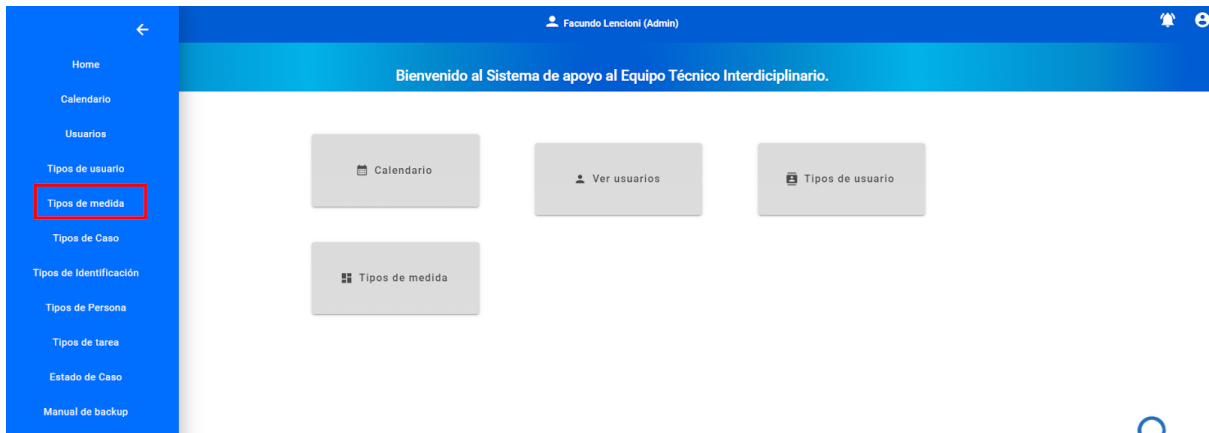 Facundo Lencioni (Admin)
Bienvenido al Sistema de apoyo al Equipo Técnico Interdiciplinario.
Home
Calendario
Usuarios
Tipos de usuario
Tipos de medida
Tipos de Caso
Tipos de Identificación
Tipos de Persona
Tipos de tarea
Estado de Caso
Manual de backup
Calendario
Ver usuarios
Tipos de usuario
Tipos de medida